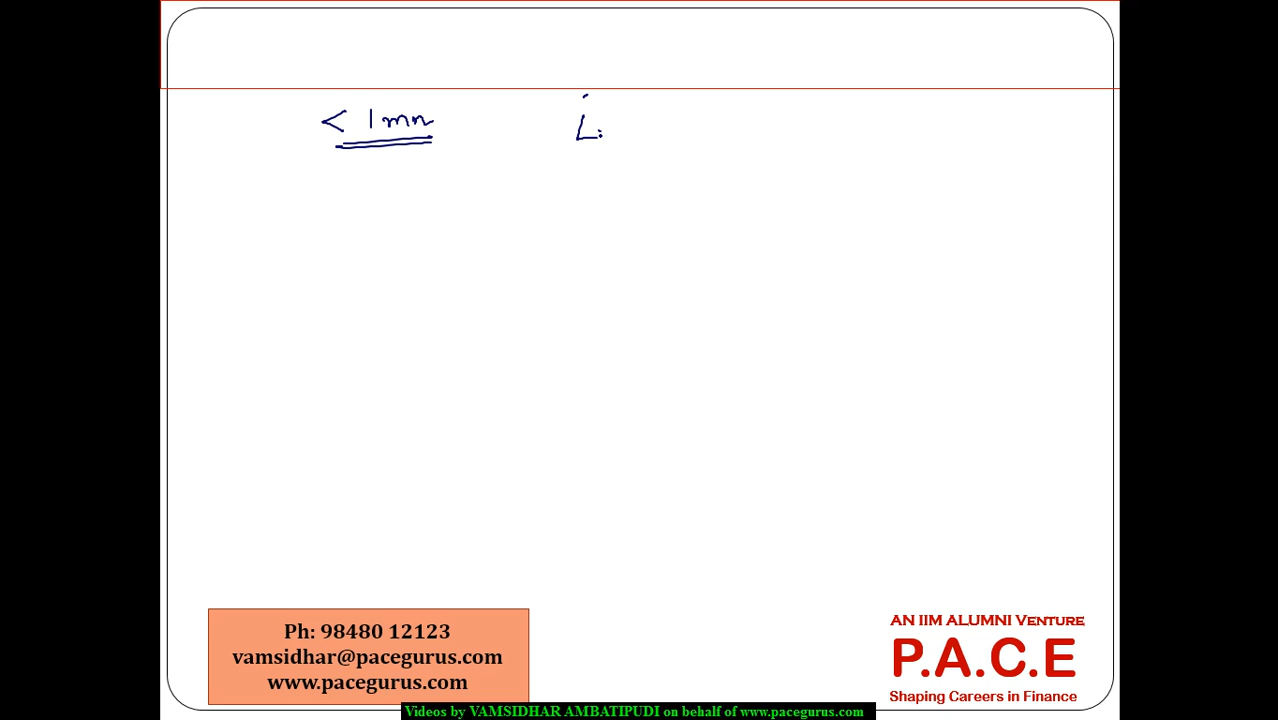 < 1mn
Ph: 98480 12123
vamsidhar@pacegurus.com
www.pacegurus.com
AN IIM ALUMNI VENTURE
P.A.C.E
Shaping Careers in Finance
Videos by VAMSIDHAR AMBATIPUDI on behalf of www.pacegurus.com